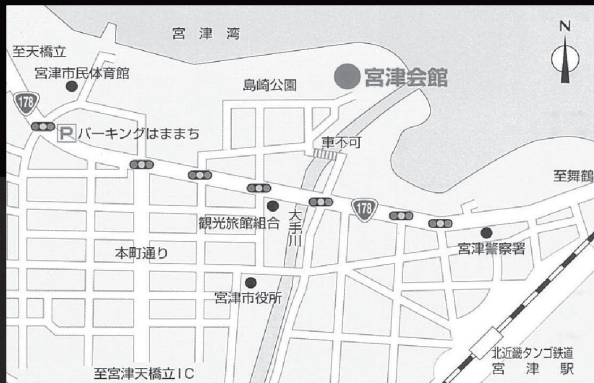 宮津湾
N
至天橋立
宮津市民体育館
島崎公園
宮津会館
178
P パーキングはままち
車不可
至舞鶴
178
観光旅館組合
大手川
本町通り
宮津警察署
宮津市役所
北近畿タンゴ鉄道
宮津駅
至宮津天橋立IC